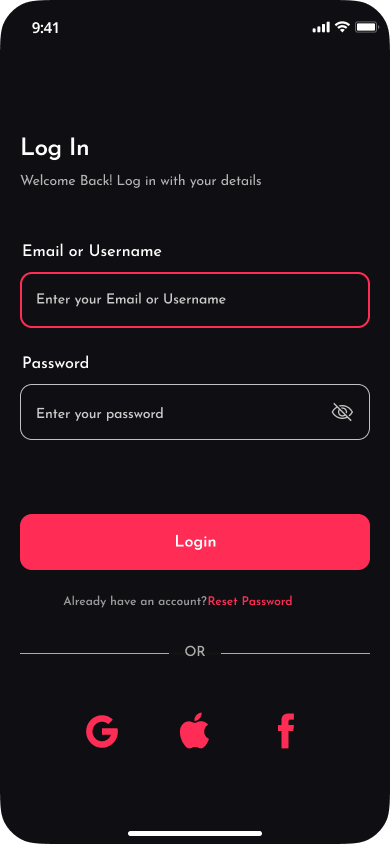 9:41
Log In
Welcome Back! Log in with your details
Email or Username
Enter your Email or Username
Password
Enter your password
Login
Already have an account?Reset Password
OR